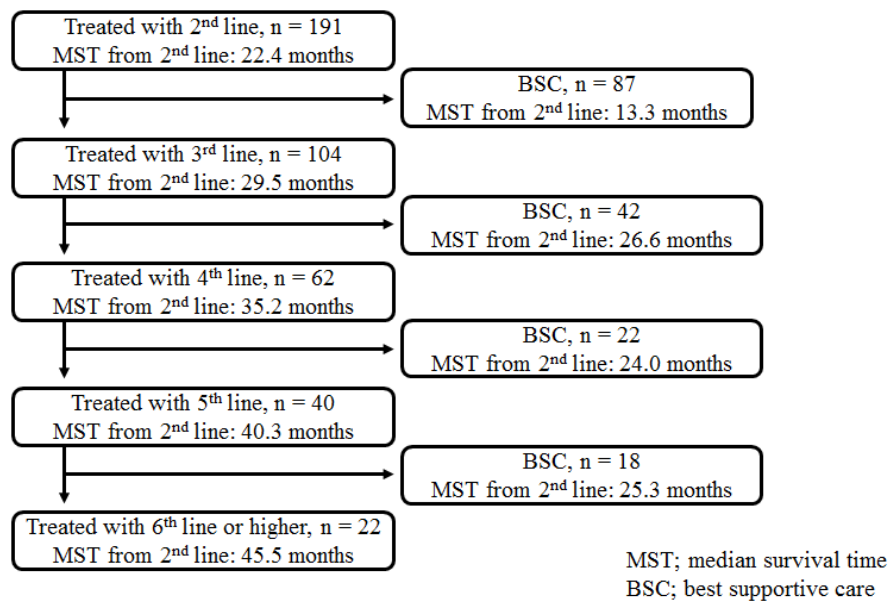 Treated with 2nd line, n = 191
MST from 2nd line: 22.4 months
BSC, n = 87
MST from 2nd line: 13.3 months
Treated with 3rd line, n = 104
MST from 2nd line: 29.5 months
BSC, n = 42
MST from 2nd line: 26.6 months
Treated with 4th line, n = 62
MST from 2nd line: 35.2 months
BSC, n = 22
MST from 2nd line: 24.0 months
Treated with 5th line, n = 40
MST from 2nd line: 40.3 months
BSC, n = 18
MST from 2nd line: 25.3 months
Treated with 6th line or higher, n = 22
MST from 2nd line: 45.5 months
MST; median survival time
BSC; best supportive care